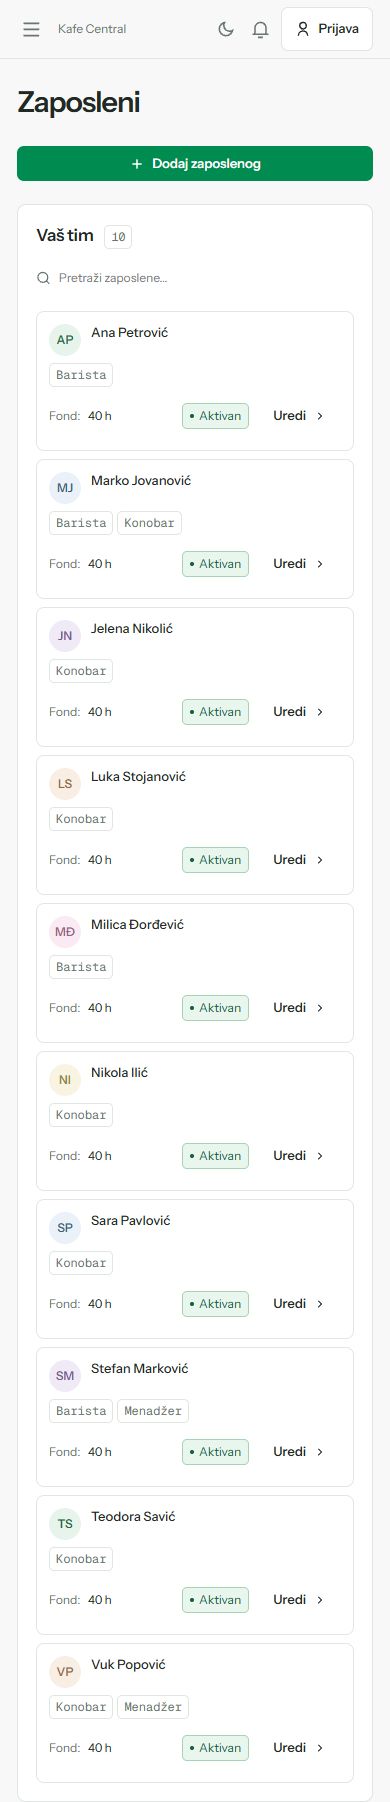 Kafe Central
Prijava
Zaposleni
Dodaj zaposlenog
Vaš tim 10
Pretraži zaposlene...
AP Ana Petrović
Barista
Fond: 40 h Aktivan Uredi
MJ Marko Jovanović
Barista Konobar
Fond: 40 h Aktivan Uredi
JN Jelena Nikolić
Konobar
Fond: 40 h Aktivan Uredi
LS Luka Stojanović
Konobar
Fond: 40 h Aktivan Uredi
MĐ Milica Đorđević
Barista
Fond: 40 h Aktivan Uredi
NI Nikola Ilić
Konobar
Fond: 40 h Aktivan Uredi
SP Sara Pavlović
Konobar
Fond: 40 h Aktivan Uredi
SM Stefan Marković
Barista Menadžer
Fond: 40 h Aktivan Uredi
TS Teodora Savić
Konobar
Fond: 40 h Aktivan Uredi
VP Vuk Popović
Konobar Menadžer
Fond: 40 h Aktivan Uredi